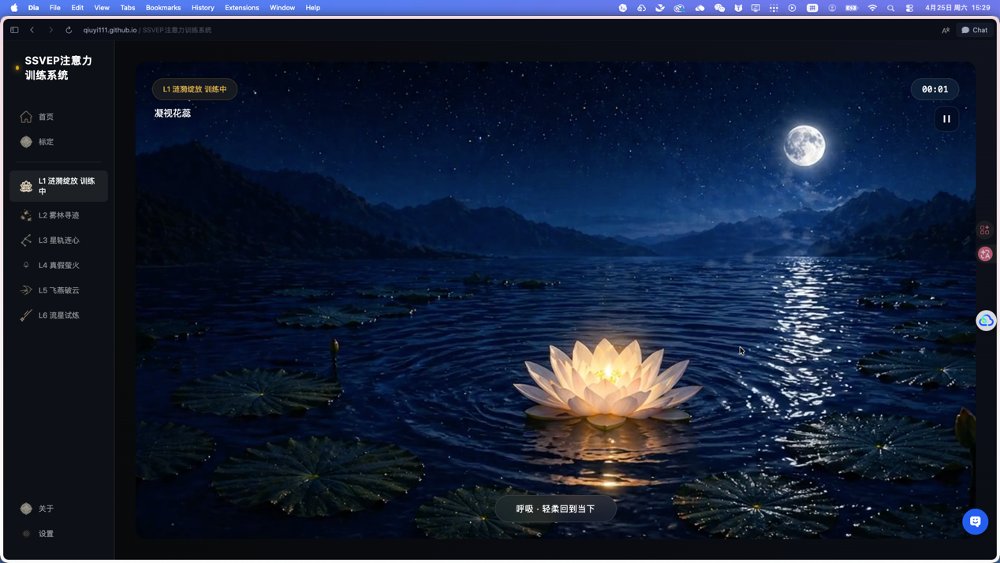 Dia File Edit View Tabs Bookmarks History Extensions Window Help
4月25日 周六 15:29
qiuyi111.github.io / SSVEP注意力训练系统
Chat
SSVEP注意力
训练系统
首页
标定
L1 涟漪绽放 训练
中
L2 雾林寻迹
L3 星轨连心
L4 真假萤火
L5 飞燕破云
L6 流星试炼
关于
设置
L1 涟漪绽放 训练中
凝视花蕊
00:01
呼吸 · 轻柔回到当下